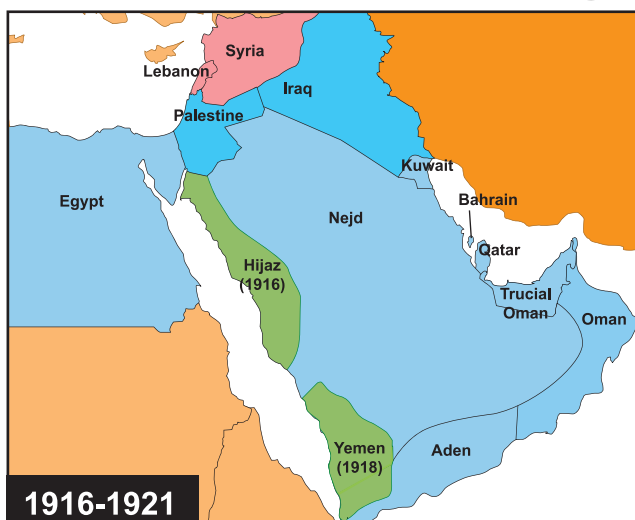 Syria
Lebanon
Iraq
Palestine
Kuwait
Egypt
Bahrain
Nejd
Qatar
Hijaz
(1916)
Trucial
Oman
Oman
Yemen
(1918)
Aden
1916-1921